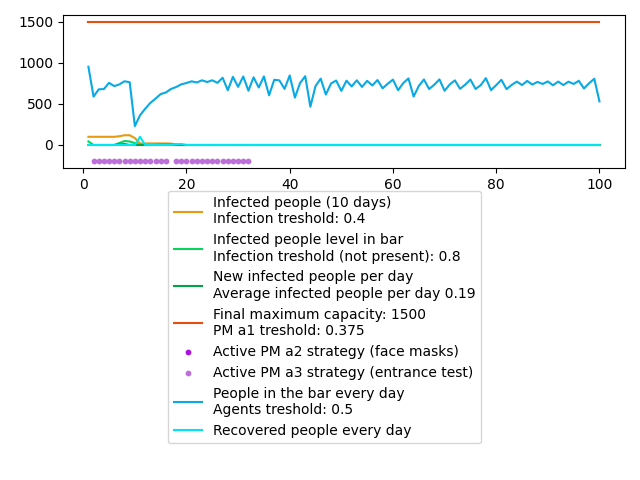 1500
1000
500
0
0 20 40 60 80 100
Infected people (10 days)
Infection treshold: 0.4
Infected people level in bar
Infection treshold (not present): 0.8
New infected people per day
Average infected people per day 0.19
Final maximum capacity: 1500
PM a1 treshold: 0.375
Active PM a2 strategy (face masks)
Active PM a3 strategy (entrance test)
People in the bar every day
Agents treshold: 0.5
Recovered people every day